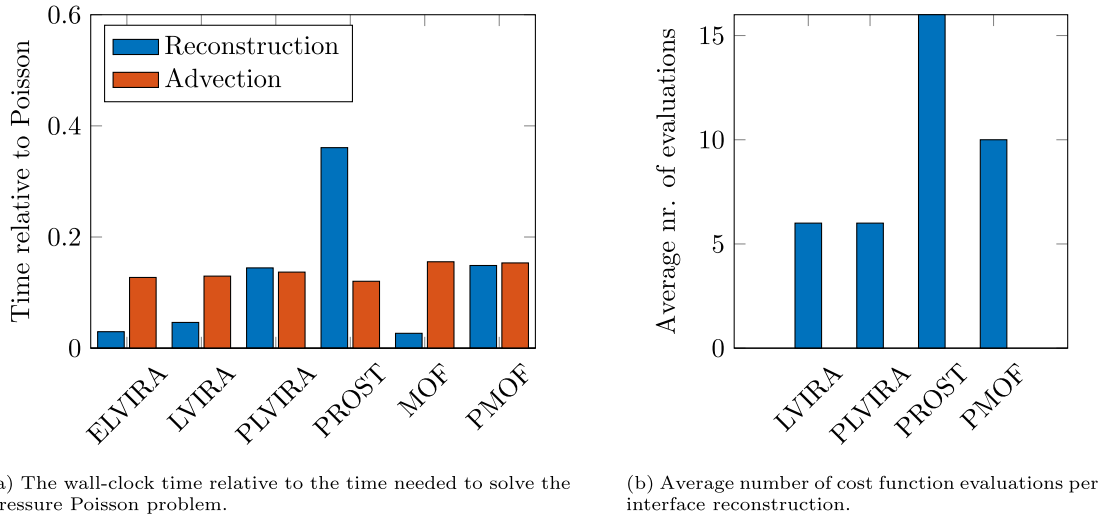 0.6
0.4
0.2
0
Time relative to Poisson
Reconstruction
Advection
ELVIRA
LVIRA
PLVIRA
PROST
MOF
PMOF
a) The wall-clock time relative to the time needed to solve the
ressure Poisson problem.
15
10
5
0
Average nr. of evaluations
LVIRA
PLVIRA
PROST
PMOF
(b) Average number of cost function evaluations per
interface reconstruction.